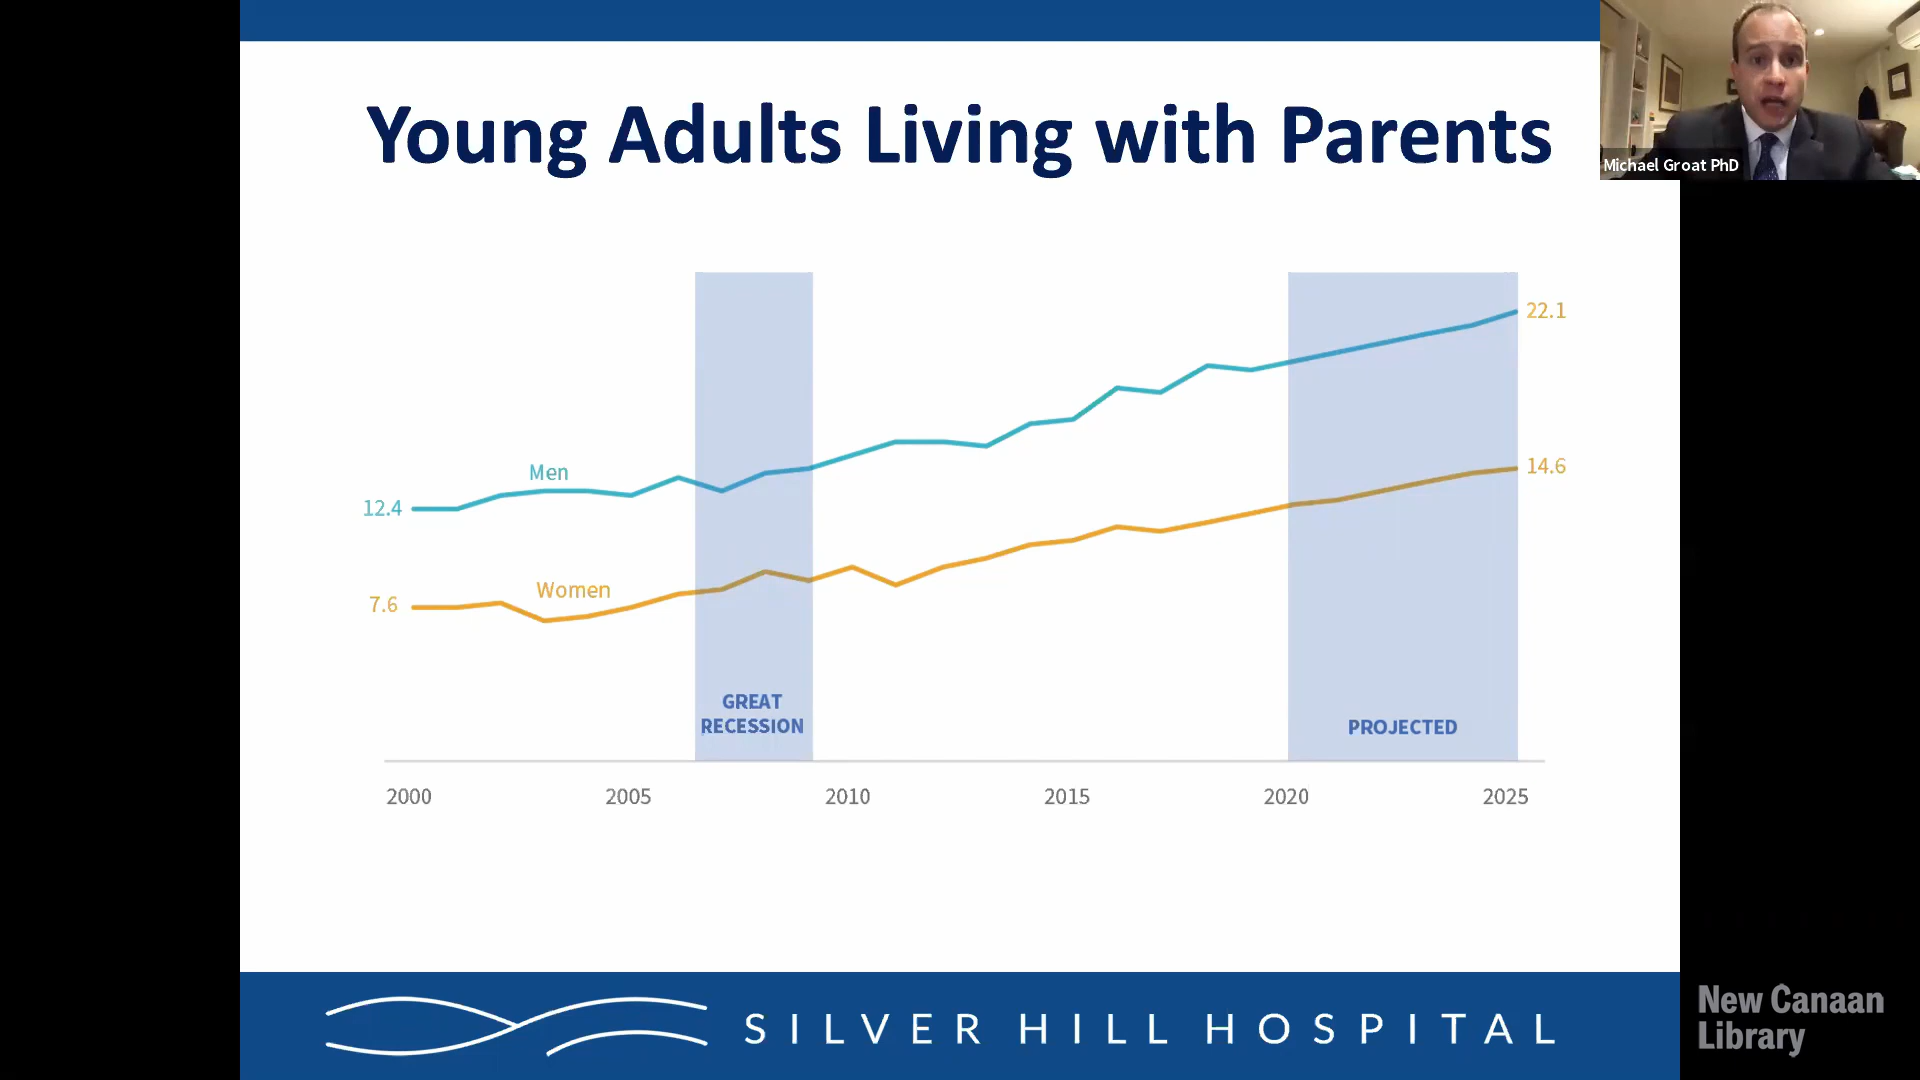 Young Adults Living with Parents
Michael Groat PhD
22.1
14.6
Men
12.4
Women
7.6
GREAT
RECESSION
PROJECTED
2000 2005 2010 2015 2020 2025
SILVER HILL HOSPITAL
New Canaan
Library